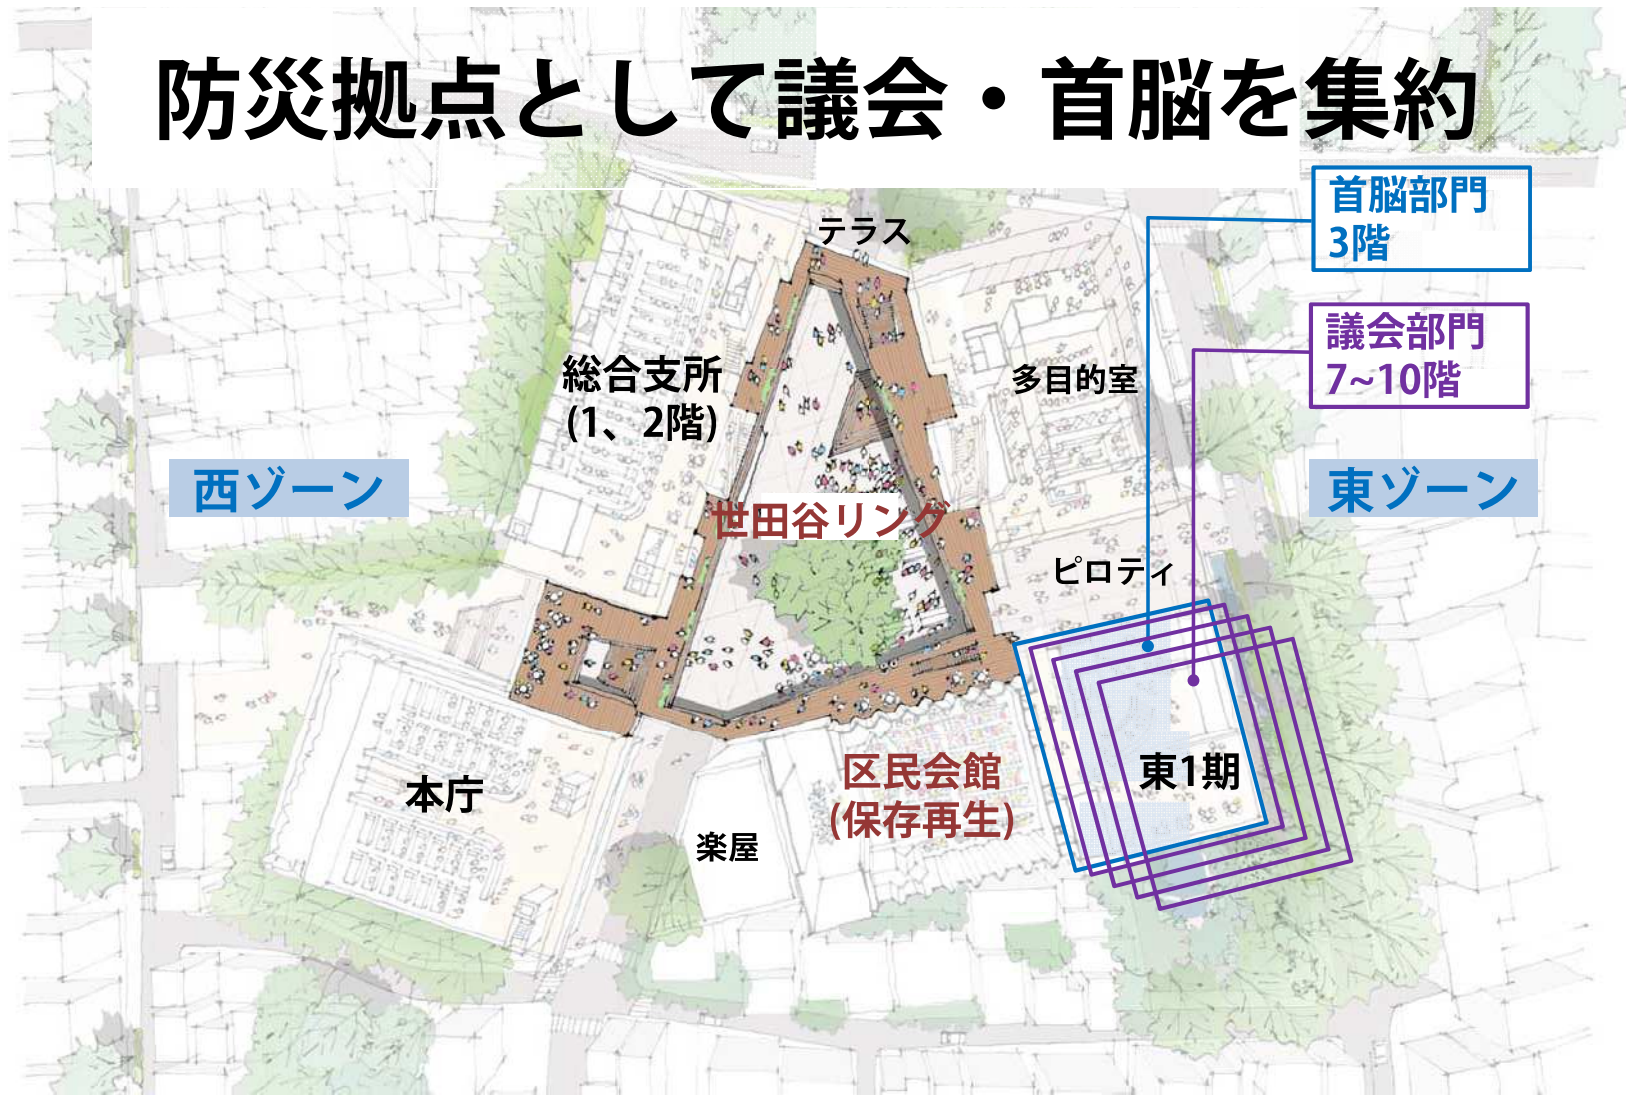 防災拠点として議会・首脳を集約
首脳部門
3階
テラス
議会部門
7~10階
総合支所
(1、2階)
多目的室
西ゾーン
東ゾーン
世田谷リング
ピロティ
東1期
区民会館
(保存再生)
本庁
楽屋